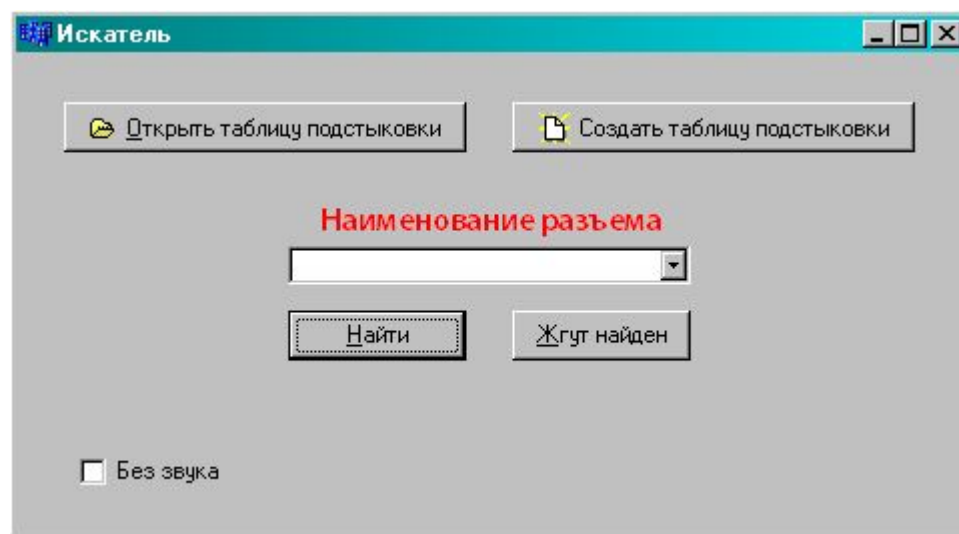 Искатель
Открыть таблицу подстыковки
Создать таблицу подстыковки
Наименование разъема
Найти
Жгут найден
Без звука